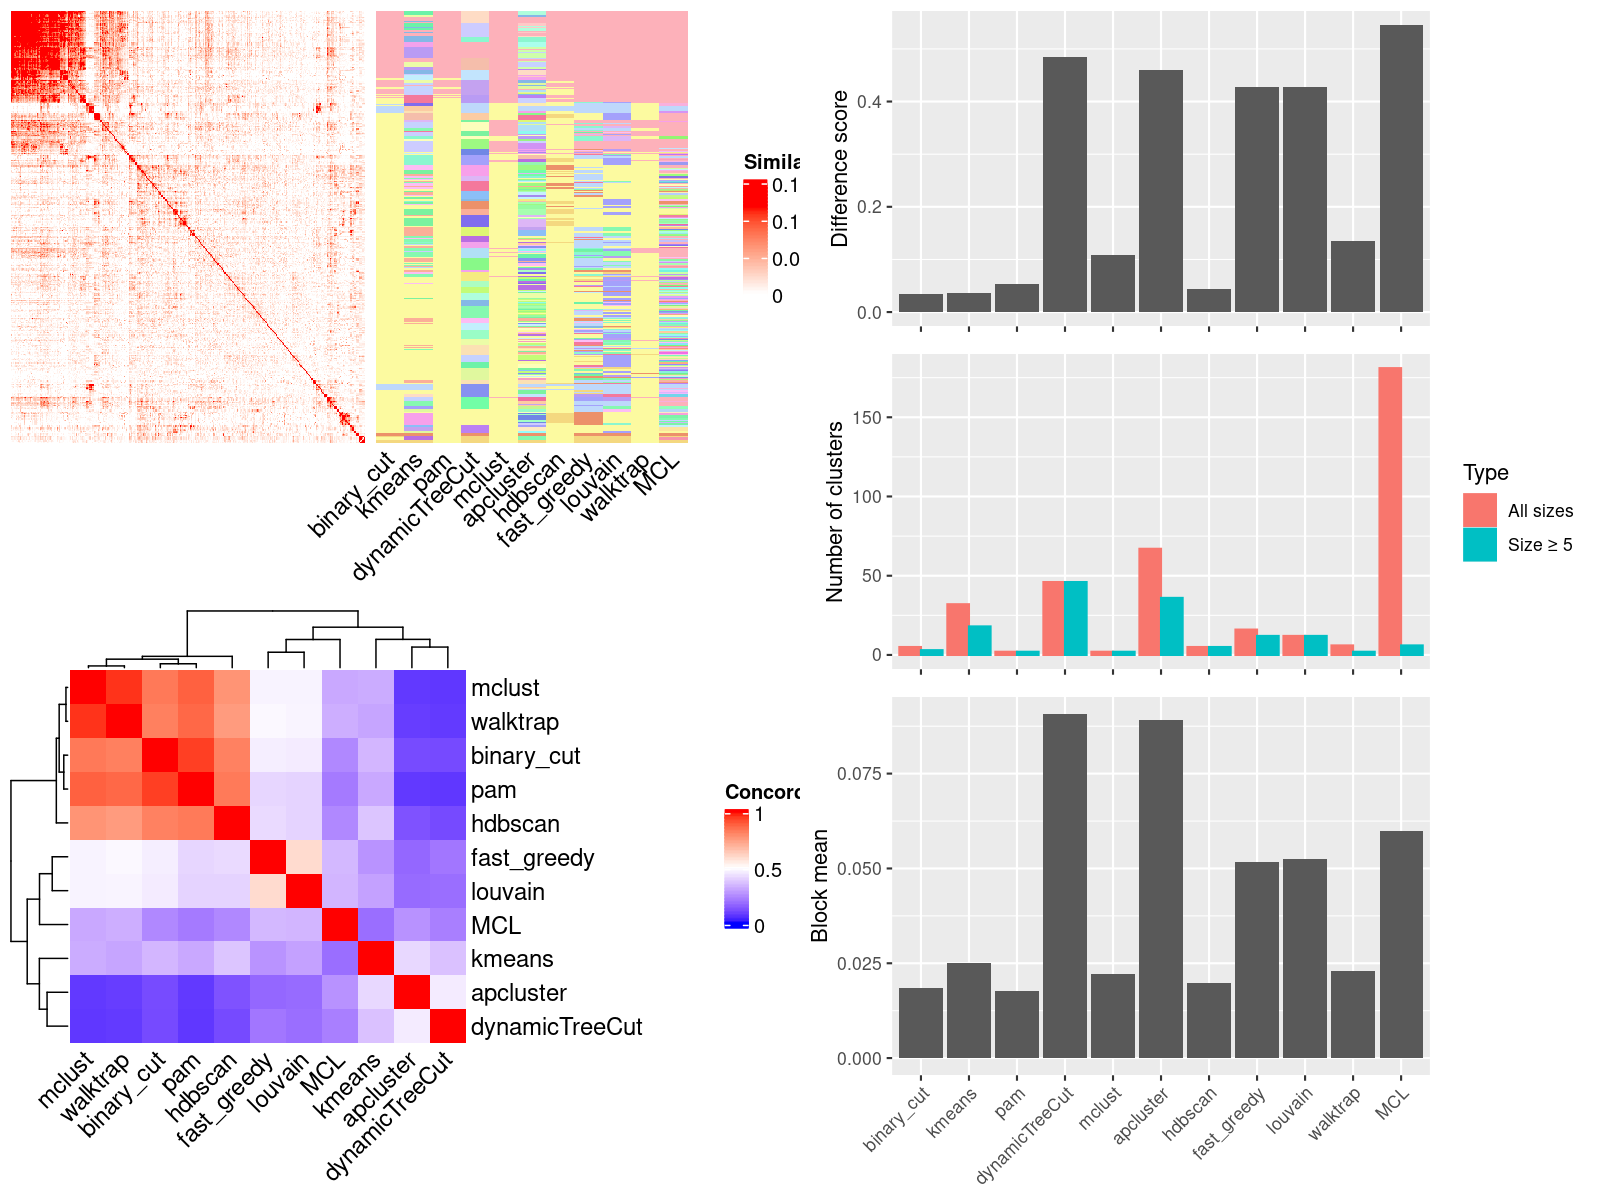 Simila
0.1
0.1
0.0
0
binary_cut
kmeans
pam
dynamicTreeCut
mclust
apcluster
hdbscan
fast_greedy
louvain
walktrap
MCL
mclust
walktrap
binary_cut
pam
hdbscan
fast_greedy
louvain
MCL
kmeans
apcluster
dynamicTreeCut
mclust
walktrap
binary_cut
pam
hdbscan
fast_greedy
louvain
MCL
kmeans
apcluster
dynamicTreeCut
Concord
1
0.5
0
Difference score
0.4
0.2
0.0
Number of clusters
150
100
50
0
Type
All sizes
Size ≥ 5
Block mean
0.075
0.050
0.025
0.000
binary_cut
kmeans
pam
dynamicTreeCut
mclust
apcluster
hdbscan
fast_greedy
louvain
walktrap
MCL